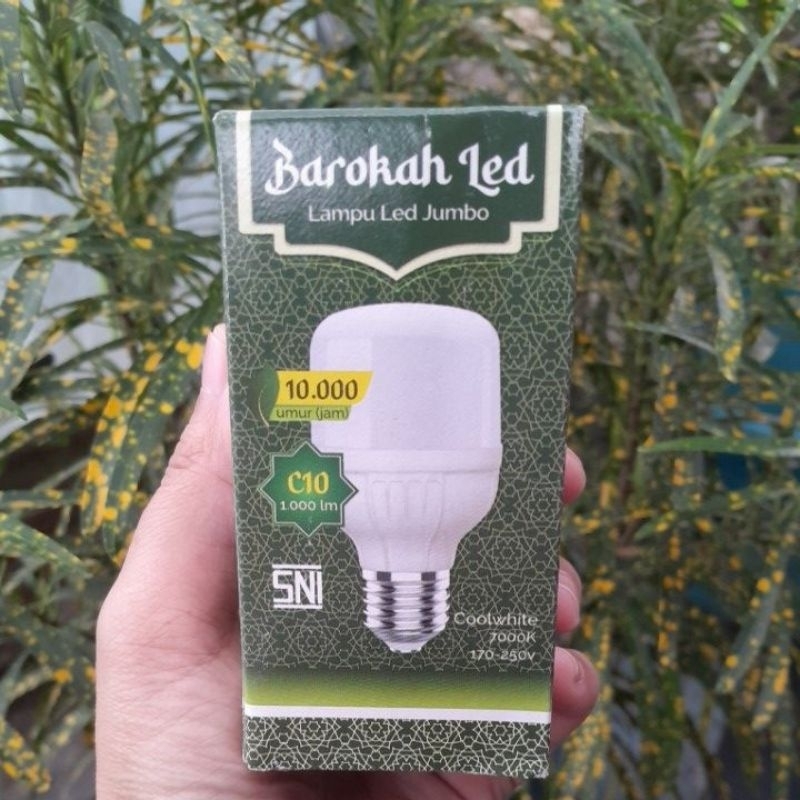 Barokah Led
Lampu Led Jumbo
10.000
umur (jam)
C10
1.000 lm
SNI
Coolwhite
7000K
170-250v